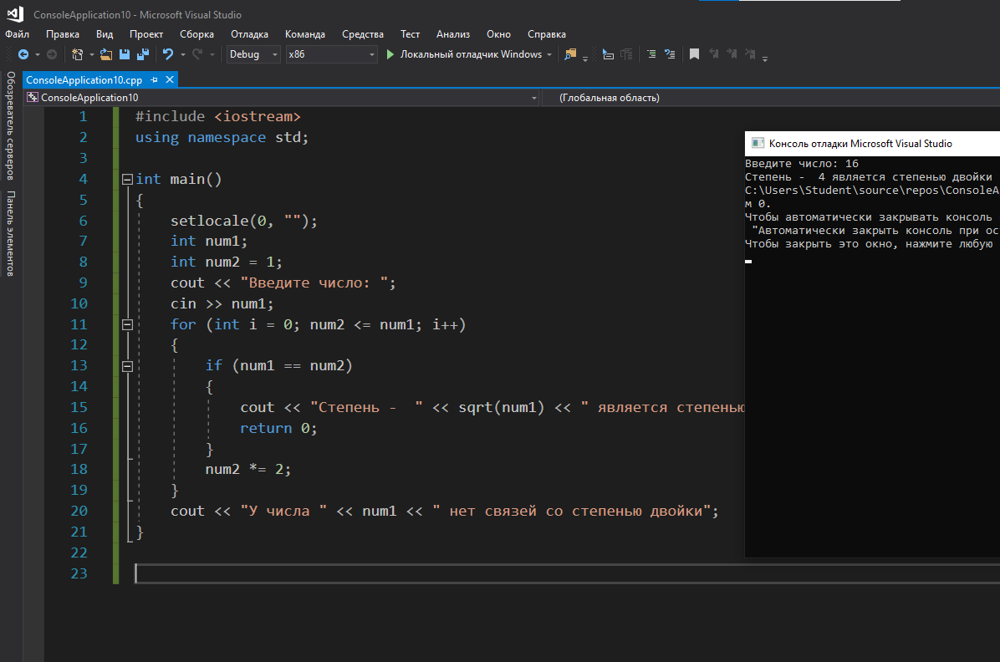 ConsoleApplication10 - Microsoft Visual Studio
Файл Правка Вид Проект Сборка Отладка Команда Средства Тест Анализ Окно Справка
Debug x86 Локальный отладчик Windows
Обозреватель серверов
Панель элементов
ConsoleApplication10.cpp
ConsoleApplication10 (Глобальная область)
1 #include <iostream>
2 using namespace std;
3
4 int main()
5 {
6 setlocale(0, "");
7 int num1;
8 int num2 = 1;
9 cout << "Введите число: ";
10 cin >> num1;
11 for (int i = 0; num2 <= num1; i++)
12 {
13 if (num1 == num2)
14 {
15 cout << "Степень -  " << sqrt(num1) << " является степенью
16 return 0;
17 }
18 num2 *= 2;
19 }
20 cout << "У числа " << num1 << " нет связей со степенью двойки";
21 }
22
23
Консоль отладки Microsoft Visual Studio
Введите число: 16
Степень -  4 является степенью двойки
C:\Users\Student\source\repos\ConsoleA
м 0.
Чтобы автоматически закрывать консоль
"Автоматически закрыть консоль при ос
Чтобы закрыть это окно, нажмите любую